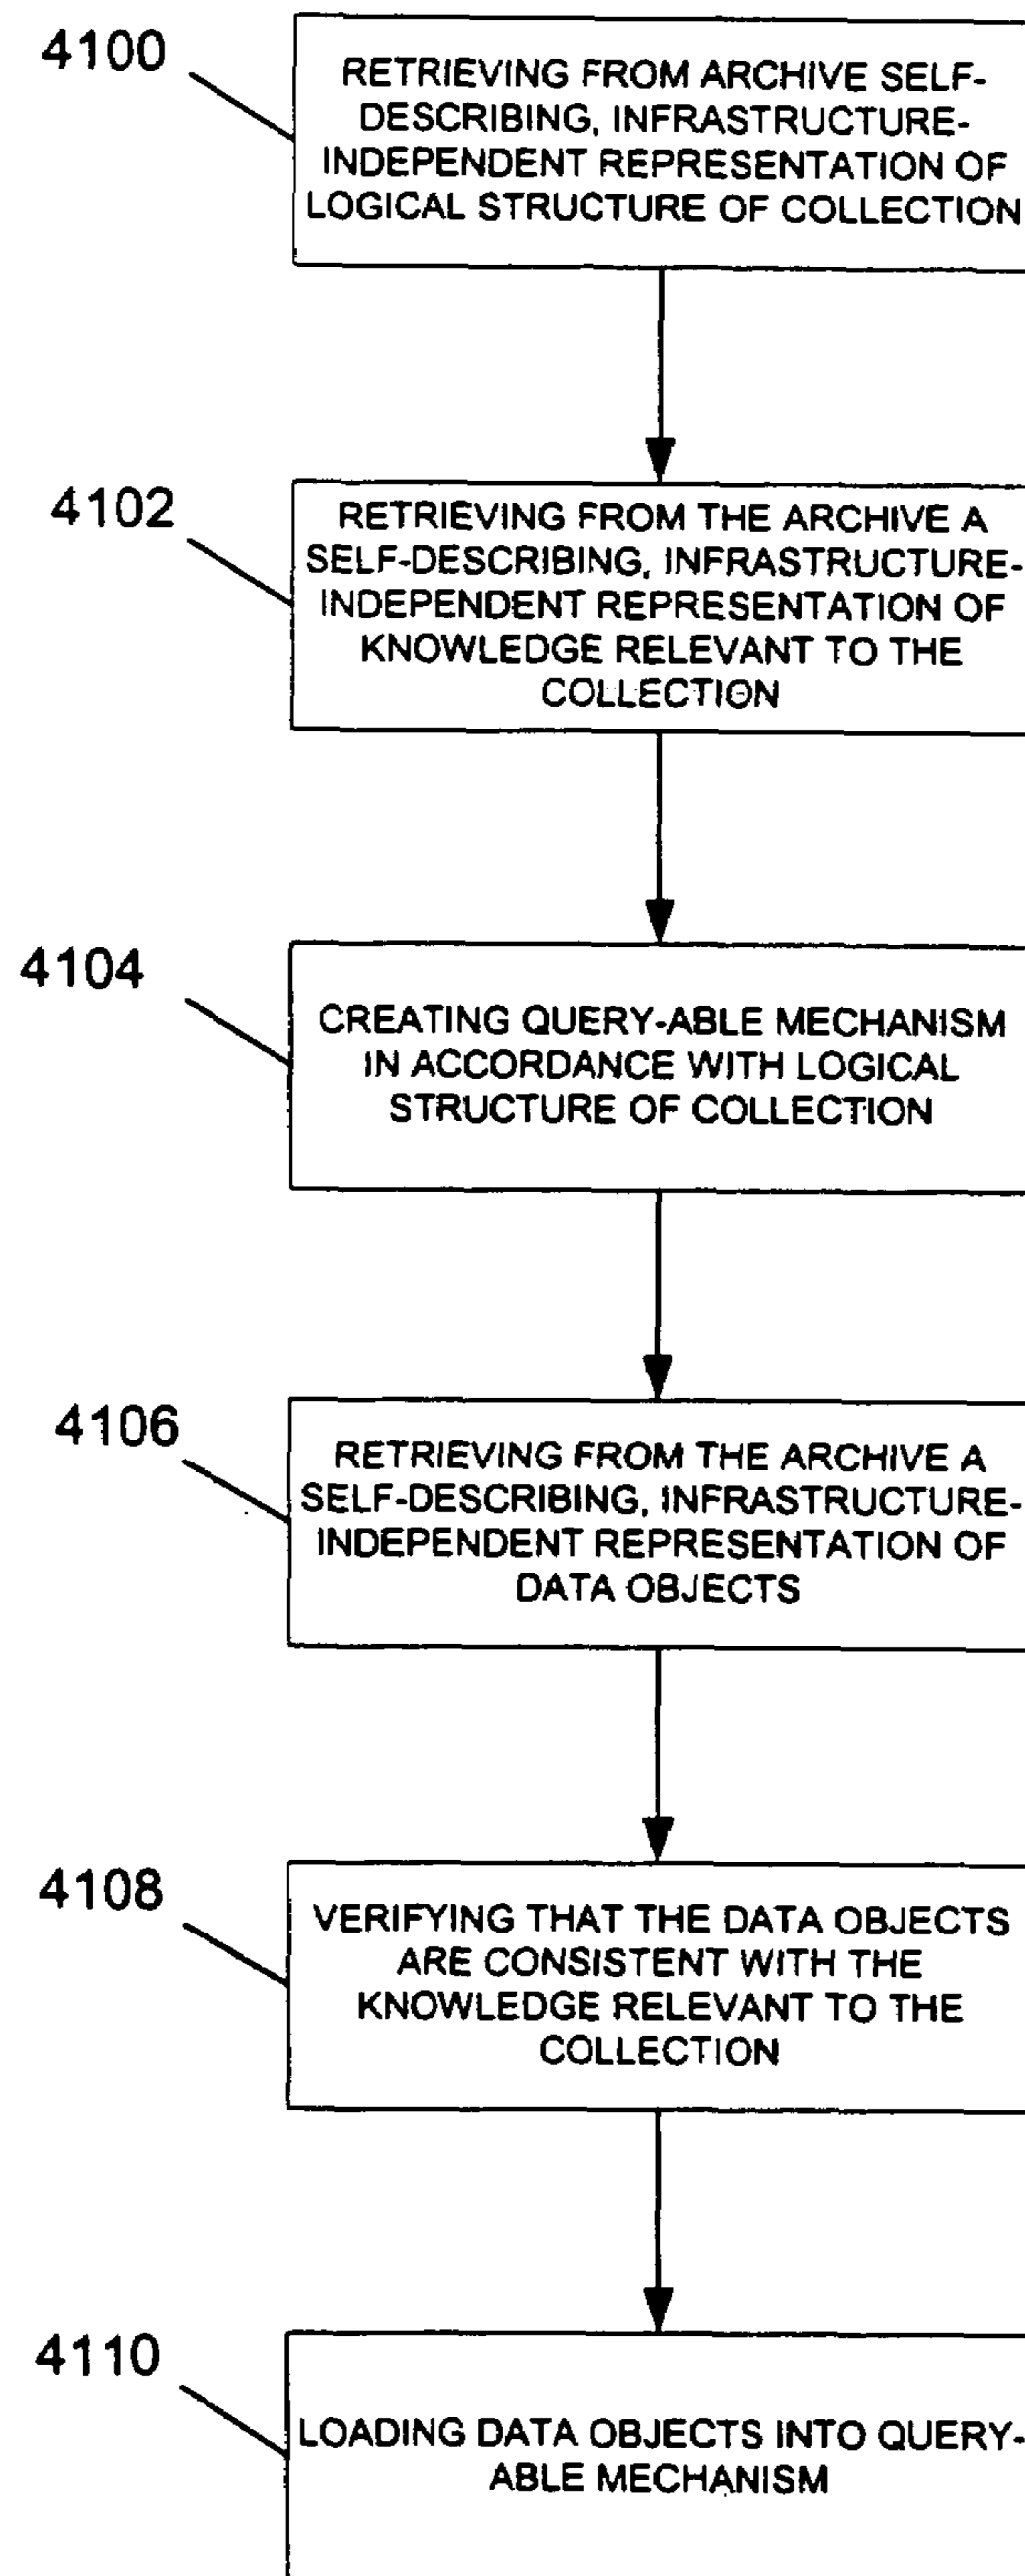 4100
RETRIEVING FROM ARCHIVE SELF-
DESCRIBING, INFRASTRUCTURE-
INDEPENDENT REPRESENTATION OF
LOGICAL STRUCTURE OF COLLECTION
4102
RETRIEVING FROM THE ARCHIVE A
SELF-DESCRIBING, INFRASTRUCTURE-
INDEPENDENT REPRESENTATION OF
KNOWLEDGE RELEVANT TO THE
COLLECTION
4104
CREATING QUERY-ABLE MECHANISM
IN ACCORDANCE WITH LOGICAL
STRUCTURE OF COLLECTION
4106
RETRIEVING FROM THE ARCHIVE A
SELF-DESCRIBING, INFRASTRUCTURE-
INDEPENDENT REPRESENTATION OF
DATA OBJECTS
4108
VERIFYING THAT THE DATA OBJECTS
ARE CONSISTENT WITH THE
KNOWLEDGE RELEVANT TO THE
COLLECTION
4110
LOADING DATA OBJECTS INTO QUERY-
ABLE MECHANISM